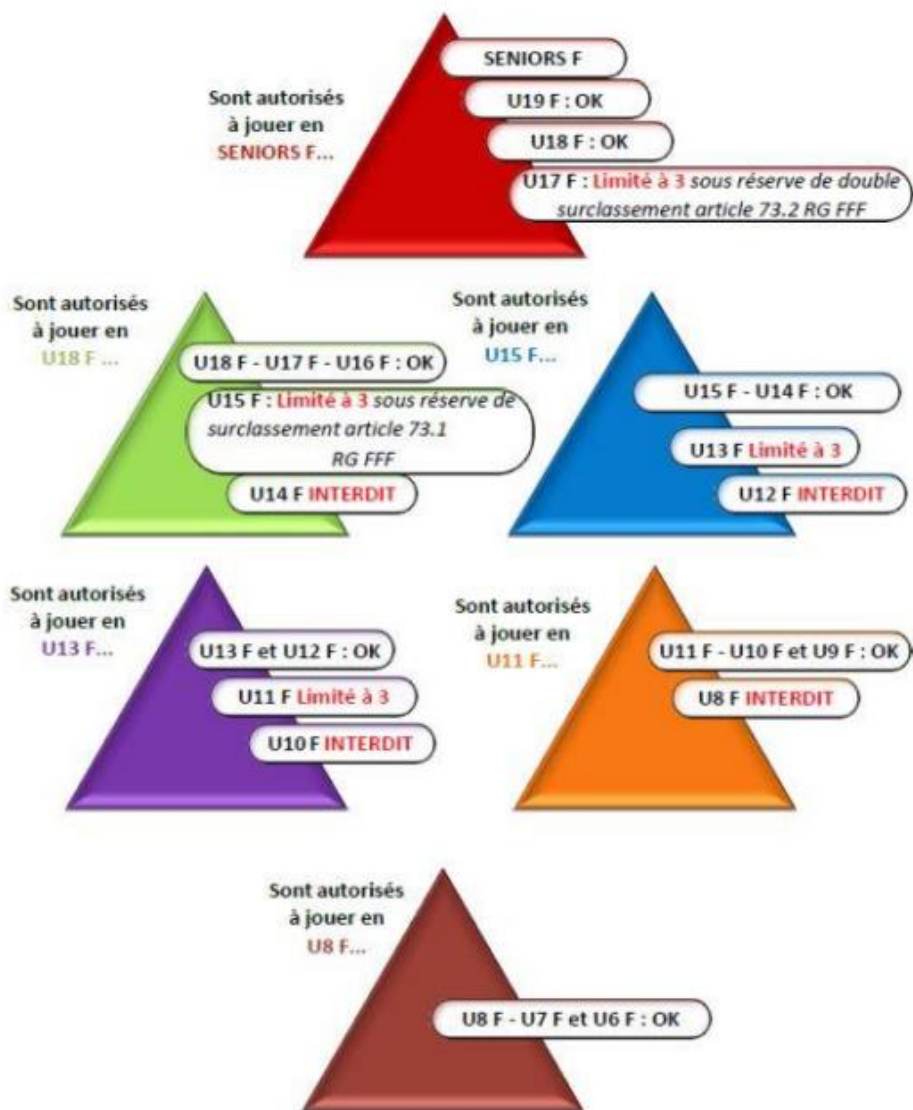 Sont autorisés
à jouer en
SENIORS F...
SENIORS F
U19 F : OK
U18 F : OK
U17 F : Limité à 3 sous réserve de double
surclassement article 73.2 RG FFF
Sont autorisés
à jouer en
U18 F ...
U18 F - U17 F - U16 F : OK
U15 F : Limité à 3 sous réserve de
surclassement article 73.1
RG FFF
U14 F INTERDIT
Sont autorisés
à jouer en
U15 F...
U15 F - U14 F : OK
U13 F Limité à 3
U12 F INTERDIT
Sont autorisés
à jouer en
U13 F...
U13 F et U12 F : OK
U11 F Limité à 3
U10 F INTERDIT
Sont autorisés
à jouer en
U11 F...
U11 F - U10 F et U9 F : OK
U8 F INTERDIT
Sont autorisés
à jouer en
U8 F...
U8 F - U7 F et U6 F : OK